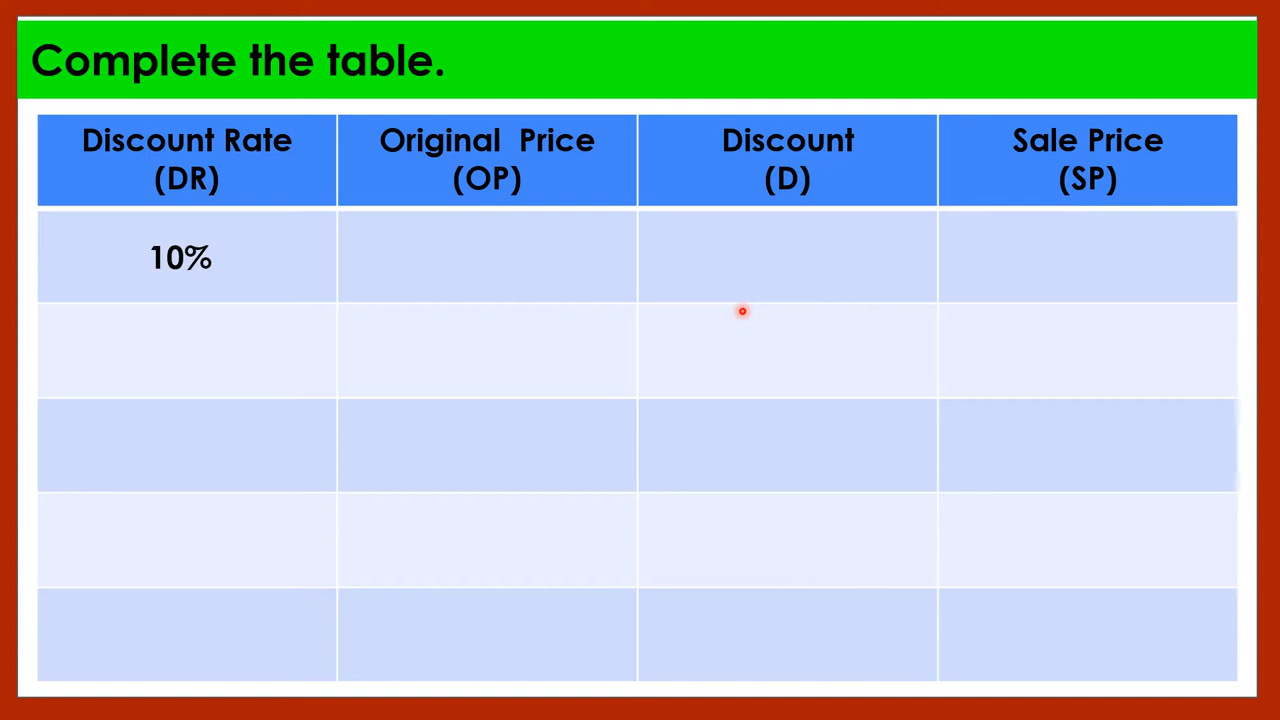 Complete the table.
Discount Rate
(DR)
Original Price
(OP)
Discount
(D)
Sale Price
(SP)
10%